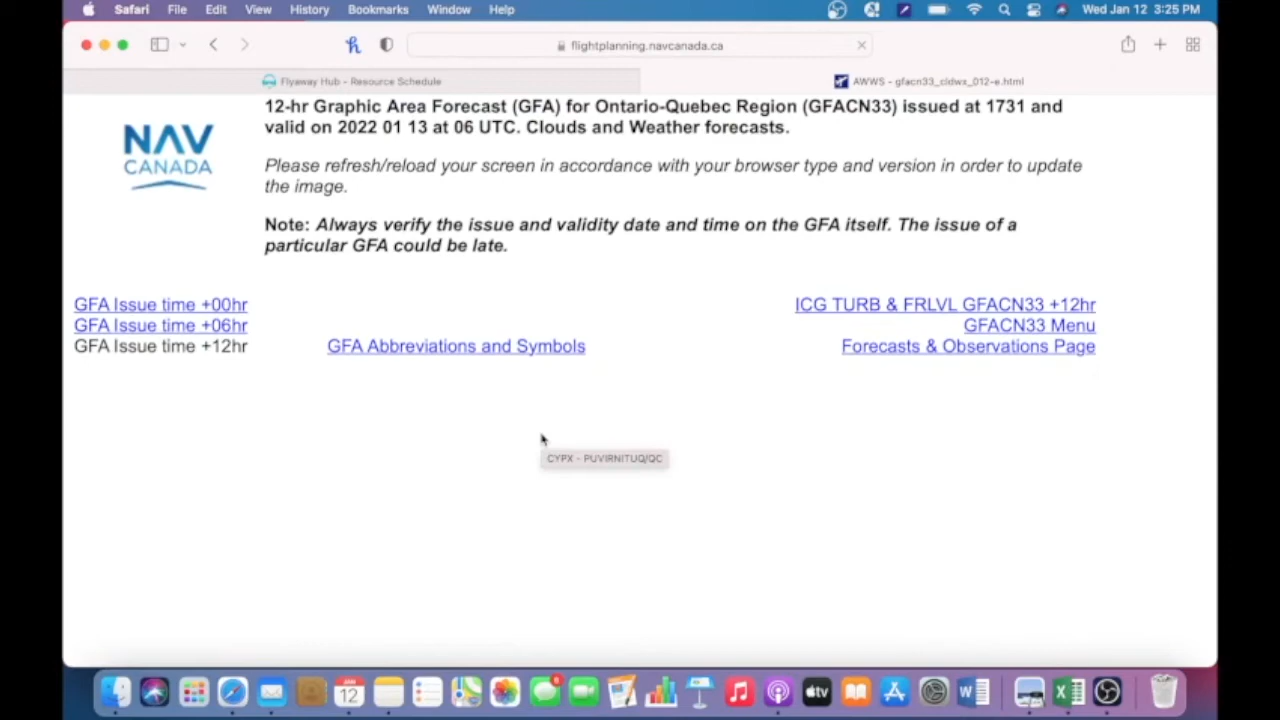 Safari File Edit View History Bookmarks Window Help Wed Jan 12 3:25 PM
flightplanning.navcanada.ca
Flyaway Hub - Resource Schedule
AWWS - gfacn33_cldwx_012-e.html
NAV
CANADA
12-hr Graphic Area Forecast (GFA) for Ontario-Quebec Region (GFACN33) issued at 1731 and
valid on 2022 01 13 at 06 UTC. Clouds and Weather forecasts.
Please refresh/reload your screen in accordance with your browser type and version in order to update
the image.
Note: Always verify the issue and validity date and time on the GFA itself. The issue of a
particular GFA could be late.
GFA Issue time +00hr
GFA Issue time +06hr
GFA Issue time +12hr
GFA Abbreviations and Symbols
ICG TURB & FRLVL GFACN33 +12hr
GFACN33 Menu
Forecasts & Observations Page
CYPX - PUVIRNITUQ/QC
JAN
12
tv
W
X